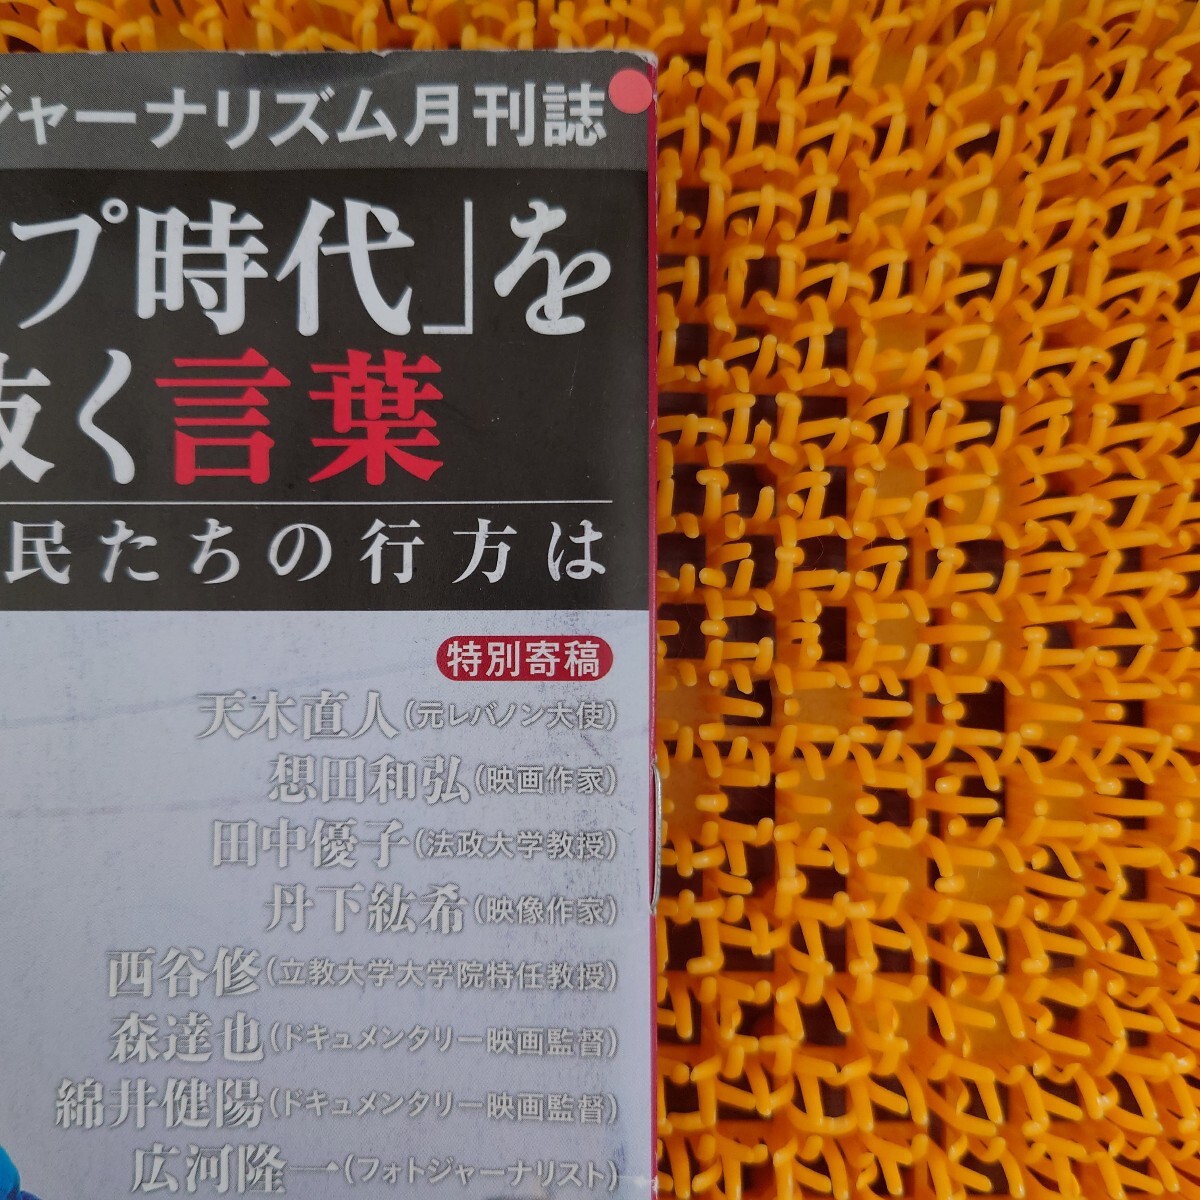 ジャーナリズム月刊誌
プ時代」を
抜く言葉
民たちの行方は
特別寄稿
天木直人(元レバノン大使)
想田和弘(映画作家)
田中優子(法政大学教授)
丹下紘希(映像作家)
西谷修(立教大学大学院特任教授)
森達也(ドキュメンタリー映画監督)
綿井健陽(ドキュメンタリー映画監督)
広河隆一(フォトジャーナリスト)